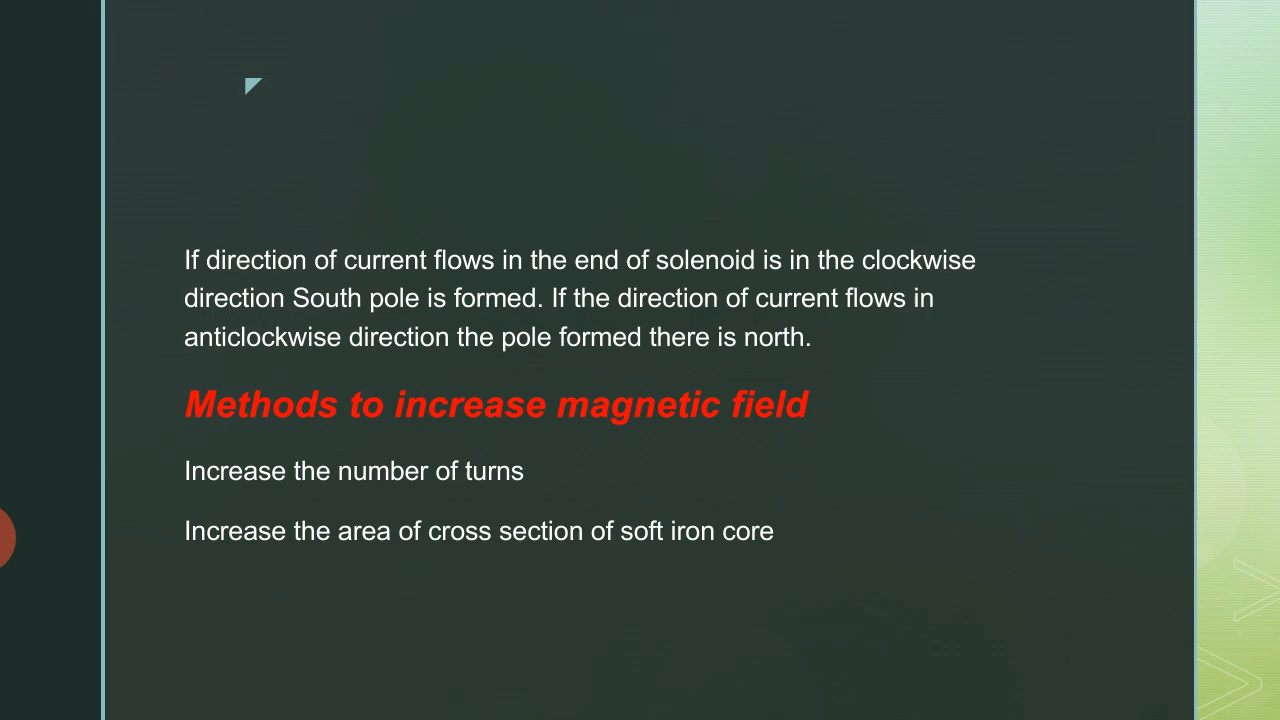 If direction of current flows in the end of solenoid is in the clockwise
direction South pole is formed. If the direction of current flows in
anticlockwise direction the pole formed there is north.
Methods to increase magnetic field
Increase the number of turns
Increase the area of cross section of soft iron core